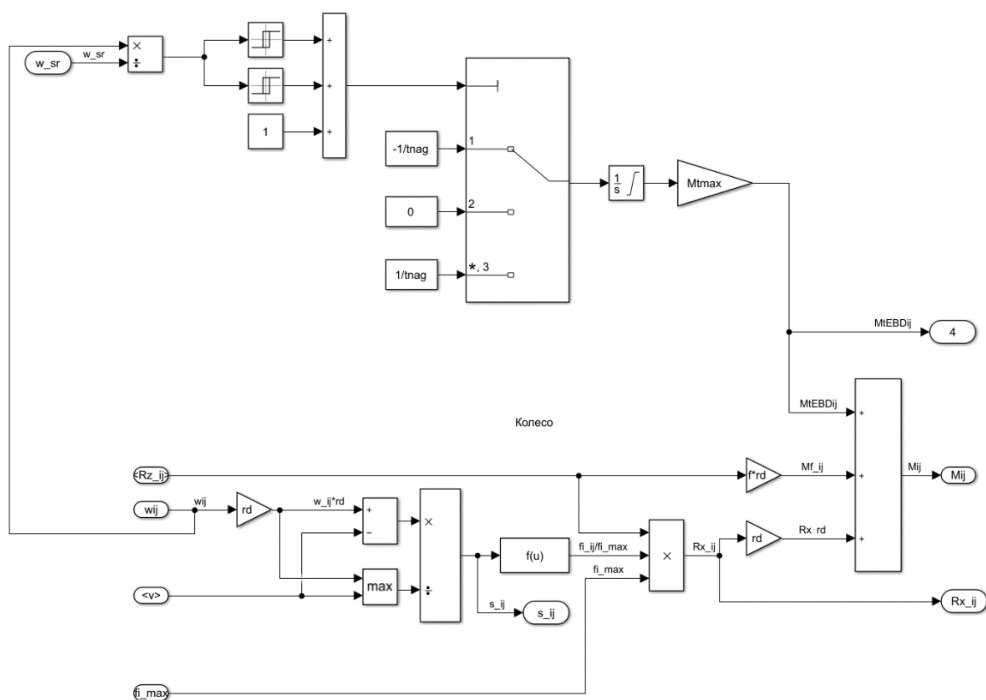 w_sr
w_sr
×
÷
+
+
1
+
-1/tnag
1
0
2
1/tnag
*, 3
1
s
Mtmax
MtEBDij
4
MtEBDij
+
Колесо
<Rz_ij>
f*rd
Mf_ij
+
Mij
Mij
wij
wij
rd
w_ij*rd
+
−
×
÷
max
f(u)
fi_ij/fi_max
fi_max
×
Rx_ij
rd
Rx·rd
+
<v>
s_ij
s_ij
Rx_ij
fi_max